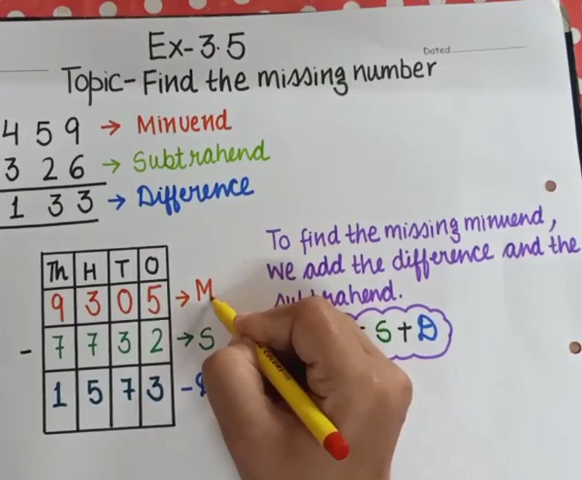 Ex-3.5
Dated
Topic-Find the missing number
459 → Minuend
326 → Subtrahend
133 → Difference
To find the missing minuend,
we add the difference and the
Th H T O
9 3 0 5 → M
- 7 7 3 2 → S
S+D
1 5 7 3